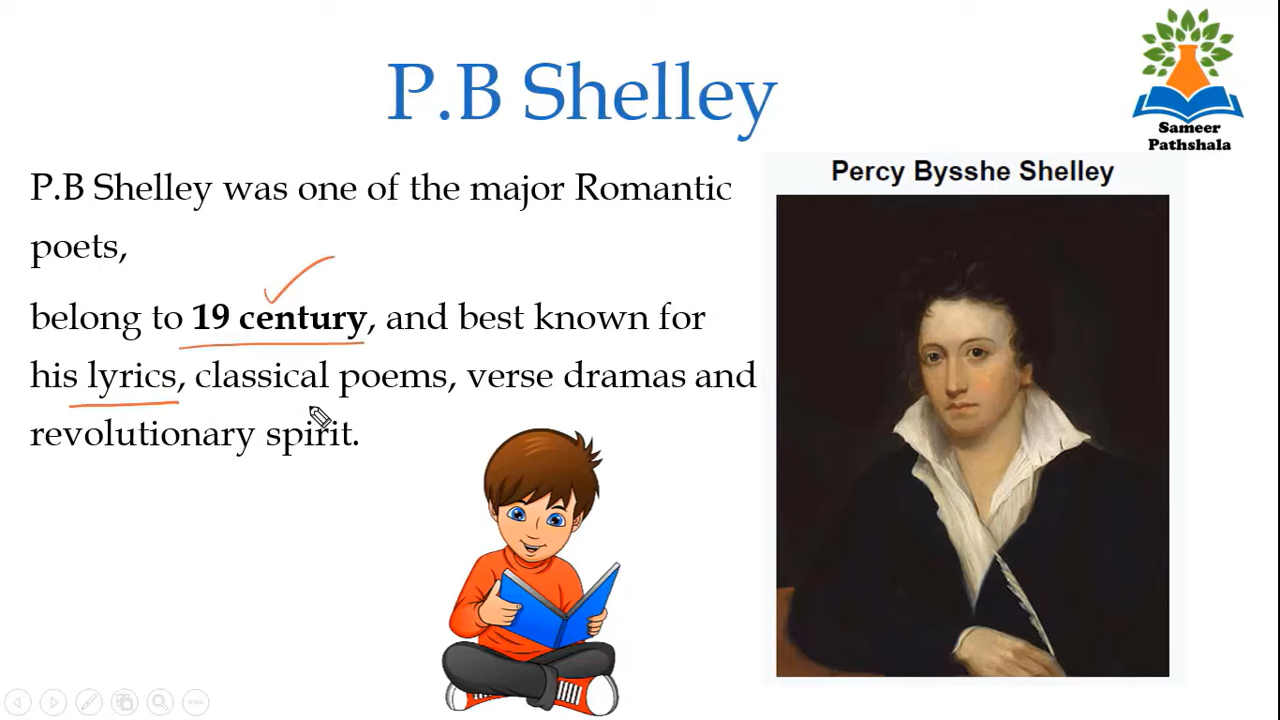 P.B Shelley
Sameer
Pathshala
P.B Shelley was one of the major Romantic
poets,
belong to 19 century, and best known for
his lyrics, classical poems, verse dramas and
revolutionary spirit.
Percy Bysshe Shelley